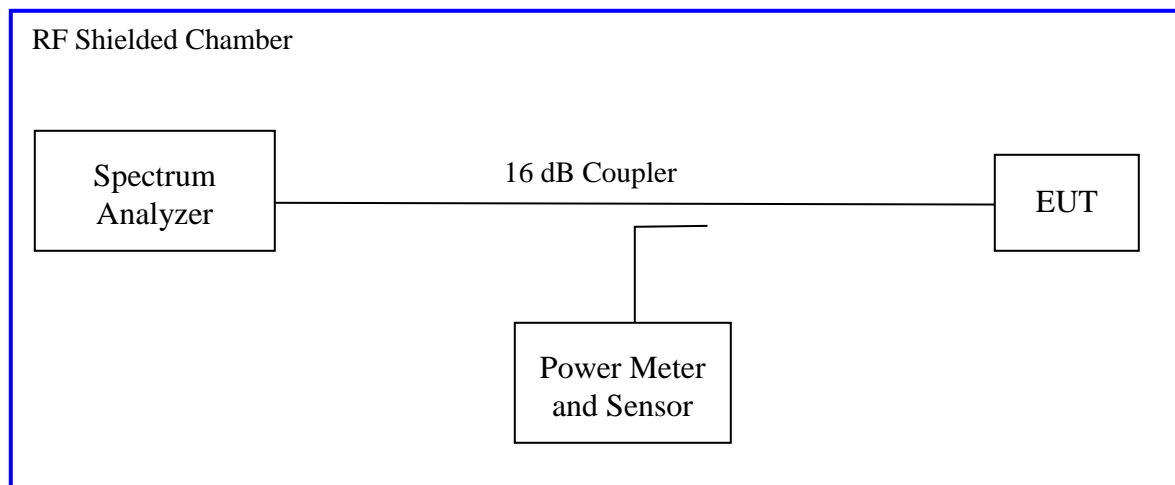 RF Shielded Chamber
Spectrum
Analyzer
16 dB Coupler
EUT
Power Meter
and Sensor